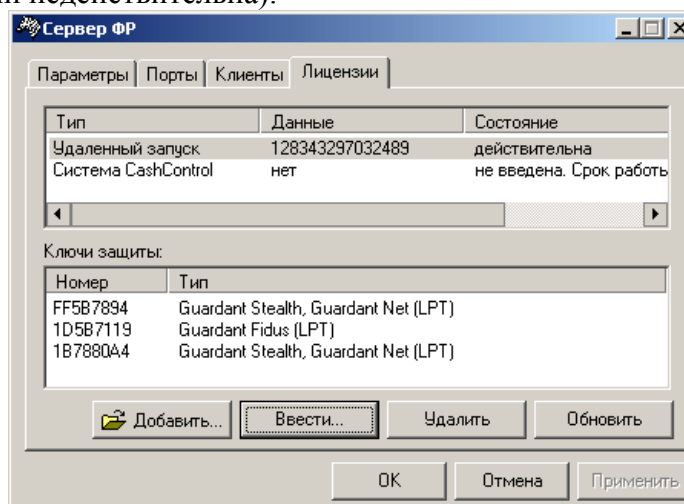 недействительна).
Сервер ФР
Параметры Порты Клиенты Лицензии
Тип Данные Состояние
Удаленный запуск 128343297032489 действительна
Система CashControl нет не введена. Срок работь
Ключи защиты:
Номер Тип
FF5B7894 Guardant Stealth, Guardant Net (LPT)
1D5B7119 Guardant Fidus (LPT)
1B7880A4 Guardant Stealth, Guardant Net (LPT)
Добавить... Ввести... Удалить Обновить
OK Отмена Применить